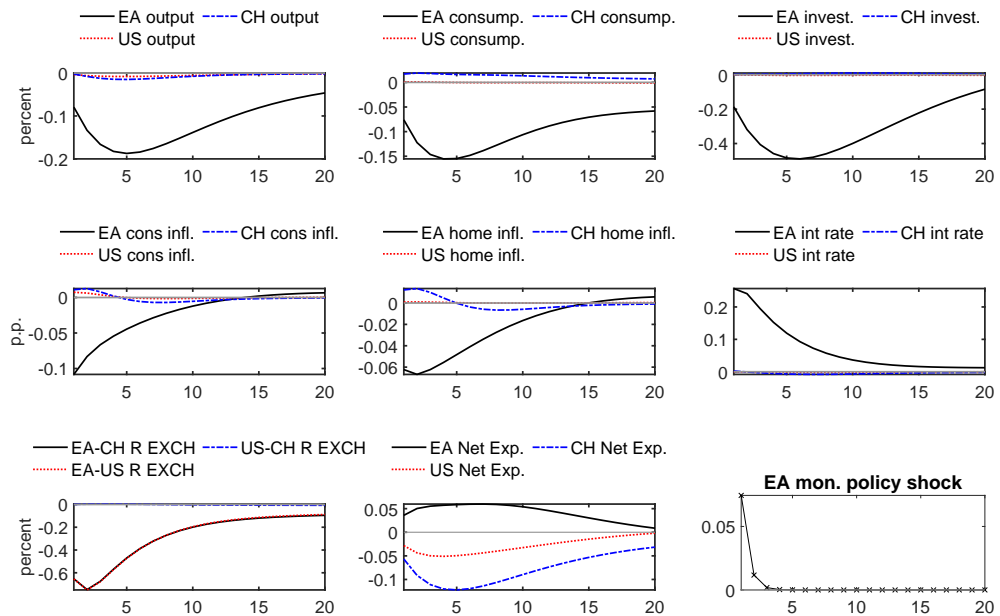 EA output CH output
US output
EA consump. CH consump.
US consump.
EA invest. CH invest.
US invest.
percent
0
-0.1
-0.2
5 10 15 20
0
-0.05
-0.1
-0.15
5 10 15 20
0
-0.2
-0.4
5 10 15 20
EA cons infl. CH cons infl.
US cons infl.
EA home infl. CH home infl.
US home infl.
EA int rate CH int rate
US int rate
p.p.
0
-0.05
-0.1
5 10 15 20
0
-0.02
-0.04
-0.06
5 10 15 20
0.2
0.1
0
5 10 15 20
EA-CH R EXCH US-CH R EXCH
EA-US R EXCH
EA Net Exp. CH Net Exp.
US Net Exp.
EA mon. policy shock
percent
0
-0.2
-0.4
-0.6
5 10 15 20
0.05
0
-0.05
-0.1
5 10 15 20
0.05
0
5 10 15 20